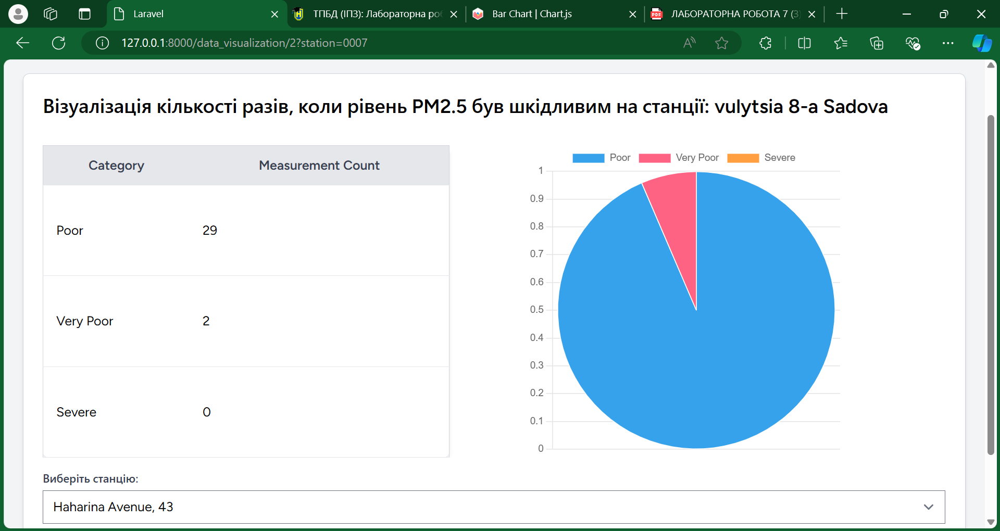 Laravel
ТПБД (ІПЗ): Лабораторна ро
Bar Chart | Chart.js
ЛАБОРАТОРНА РОБОТА 7 (3)
127.0.0.1:8000/data_visualization/2?station=0007
Візуалізація кількості разів, коли рівень PM2.5 був шкідливим на станції: vulytsia 8-a Sadova
Category Measurement Count
Poor 29
Very Poor 2
Severe 0
Poor Very Poor Severe
1
0.9
0.8
0.7
0.6
0.5
0.4
0.3
0.2
0.1
0
Виберіть станцію:
Haharina Avenue, 43